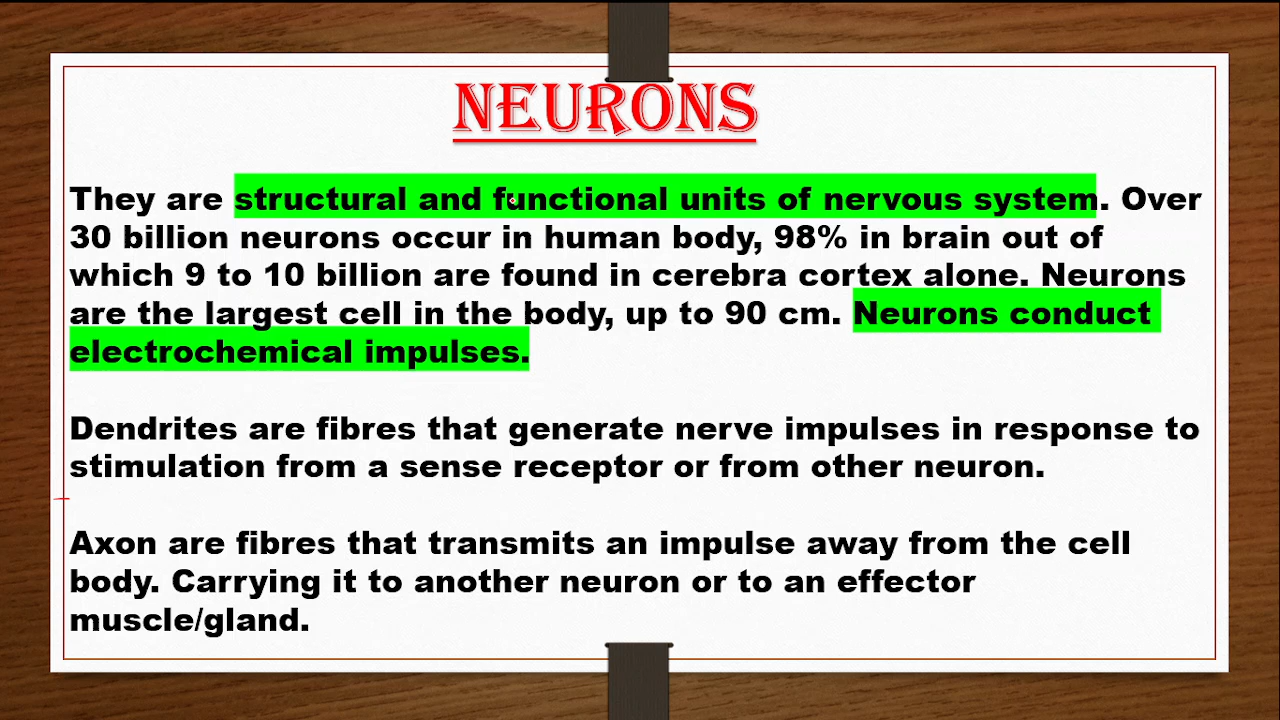 NEURONS
They are structural and functional units of nervous system. Over
30 billion neurons occur in human body, 98% in brain out of
which 9 to 10 billion are found in cerebra cortex alone. Neurons
are the largest cell in the body, up to 90 cm. Neurons conduct
electrochemical impulses.
Dendrites are fibres that generate nerve impulses in response to
stimulation from a sense receptor or from other neuron.
Axon are fibres that transmits an impulse away from the cell
body. Carrying it to another neuron or to an effector
muscle/gland.